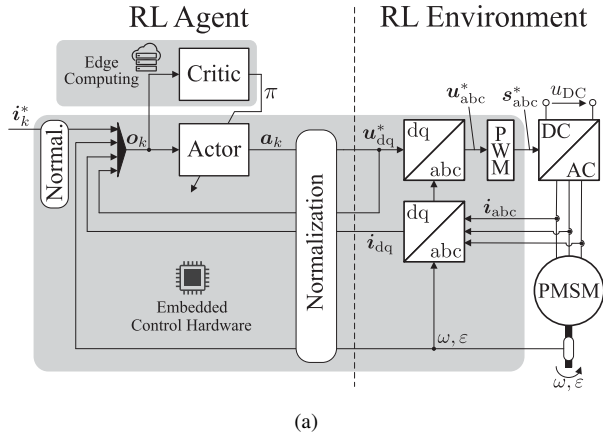 RL Agent
RL Environment
Edge
Computing
Critic
π
i*k
Normal.
ok
Actor
ak
Normalization
u*dq
dq
abc
u*abc
PWM
s*abc
uDC
DC
AC
dq
abc
iabc
idq
Embedded
Control Hardware
PMSM
ω, ε
ω, ε
(a)